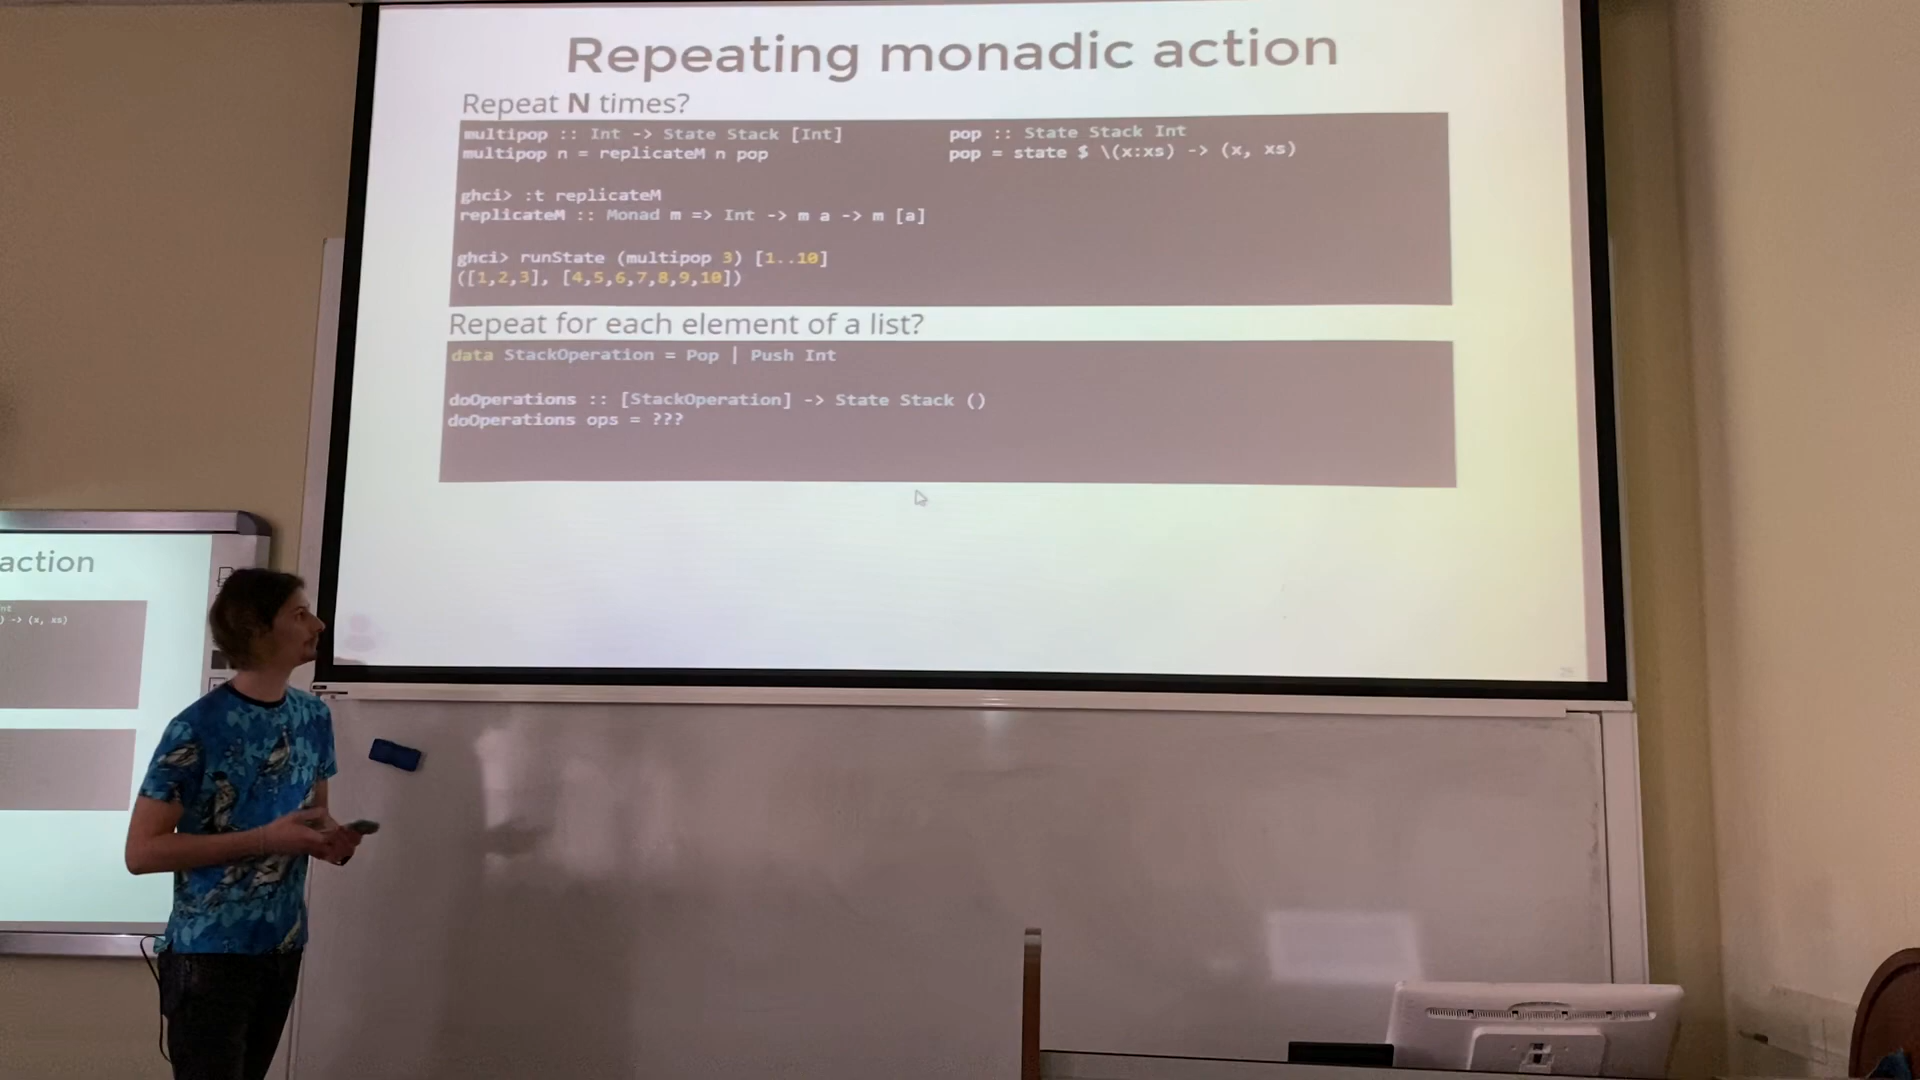 Repeating monadic action
Repeat N times?
multipop :: Int -> State Stack [Int]
multipop n = replicateM n pop
pop :: State Stack Int
pop = state $ \(x:xs) -> (x, xs)
ghci> :t replicateM
replicateM :: Monad m => Int -> m a -> m [a]
ghci> runState (multipop 3) [1..10]
([1,2,3], [4,5,6,7,8,9,10])
Repeat for each element of a list?
data StackOperation = Pop | Push Int
doOperations :: [StackOperation] -> State Stack ()
doOperations ops = ???
action
nt
) -> (x, xs)